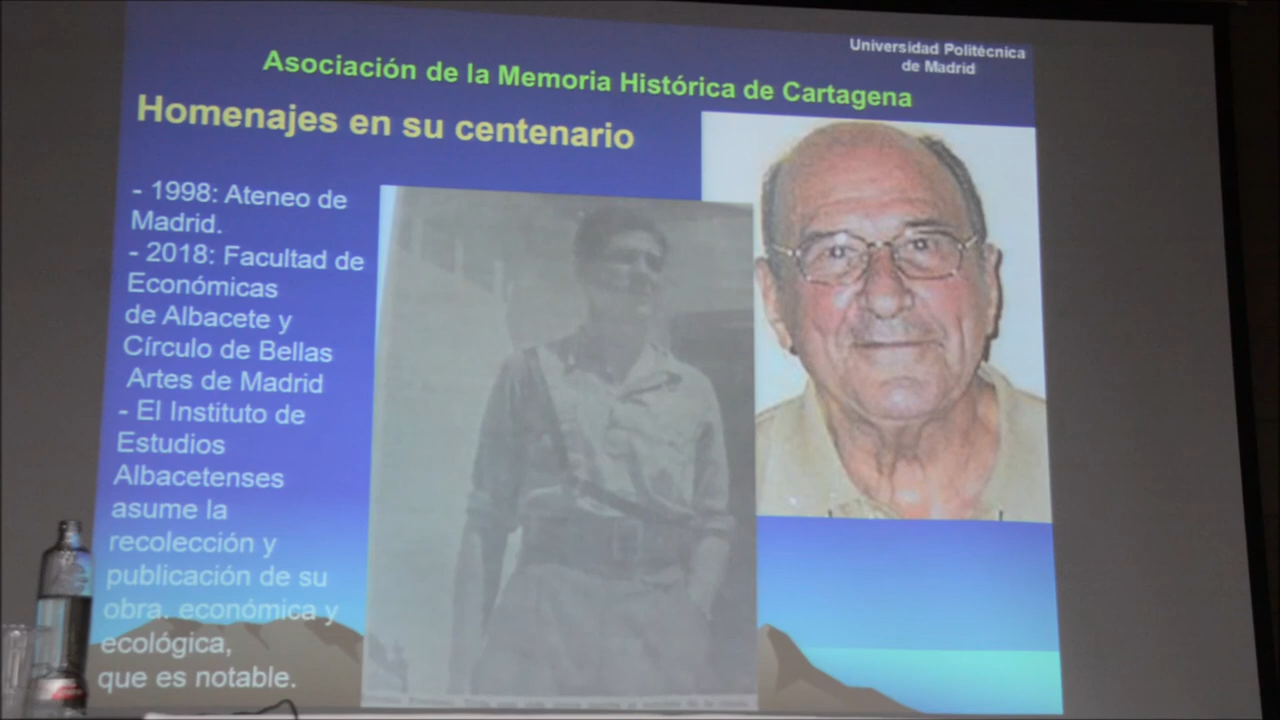 Universidad Politécnica
de Madrid
Asociación de la Memoria Histórica de Cartagena
Homenajes en su centenario
- 1998: Ateneo de
Madrid.
- 2018: Facultad de
Económicas
de Albacete y
Círculo de Bellas
Artes de Madrid
- El Instituto de
Estudios
Albacetenses
asume la
recolección y
publicación de su
obra. económica y
ecológica,
que es notable.